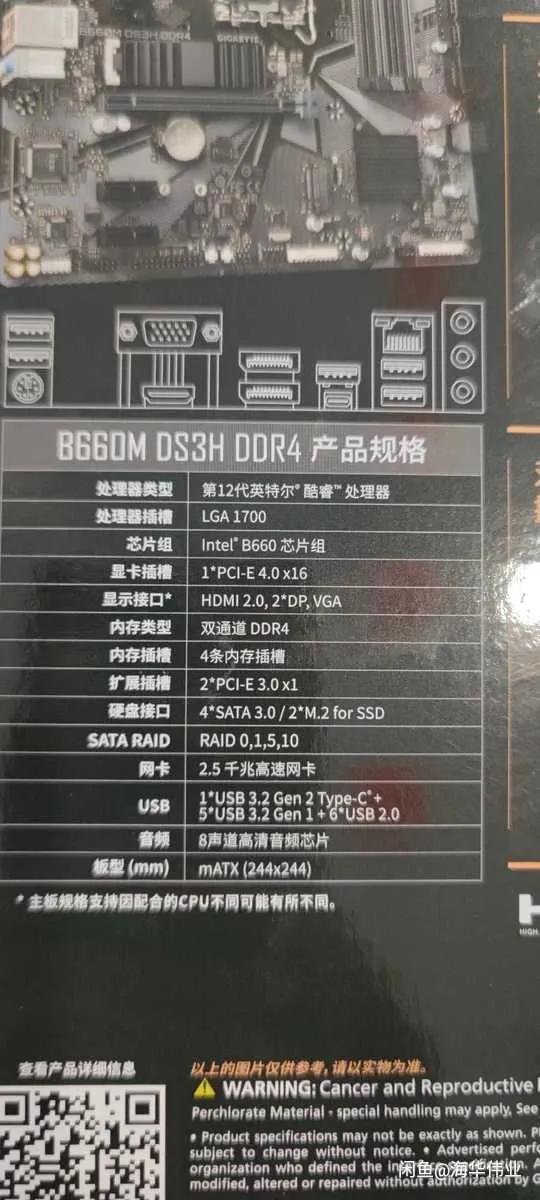 B660M DS3H DDR4
GIGABYTE
B660M DS3H DDR4 产品规格
处理器类型 第12代英特尔® 酷睿™ 处理器
处理器插槽 LGA 1700
芯片组 Intel® B660 芯片组
显卡插槽 1*PCI-E 4.0 x16
显示接口* HDMI 2.0, 2*DP, VGA
内存类型 双通道 DDR4
内存插槽 4条内存插槽
扩展插槽 2*PCI-E 3.0 x1
硬盘接口 4*SATA 3.0 / 2*M.2 for SSD
SATA RAID RAID 0,1,5,10
网卡 2.5 千兆高速网卡
USB 1*USB 3.2 Gen 2 Type-C®+
5*USB 3.2 Gen 1 + 6*USB 2.0
音频 8声道高清音频芯片
板型 (mm) mATX (244x244)
* 主板规格支持因配合的CPU不同可能有所不同。
HIGH
查看产品详细信息
以上的图片仅供参考, 请以实物为准。
WARNING: Cancer and Reproductive
Perchlorate Material - special handling may apply, See
• Product specifications may not be exactly as shown.
subject to change without notice. • Advertised
organization who defined the
modified, altered or repaired without authorization by G
闲鱼@海华伟业